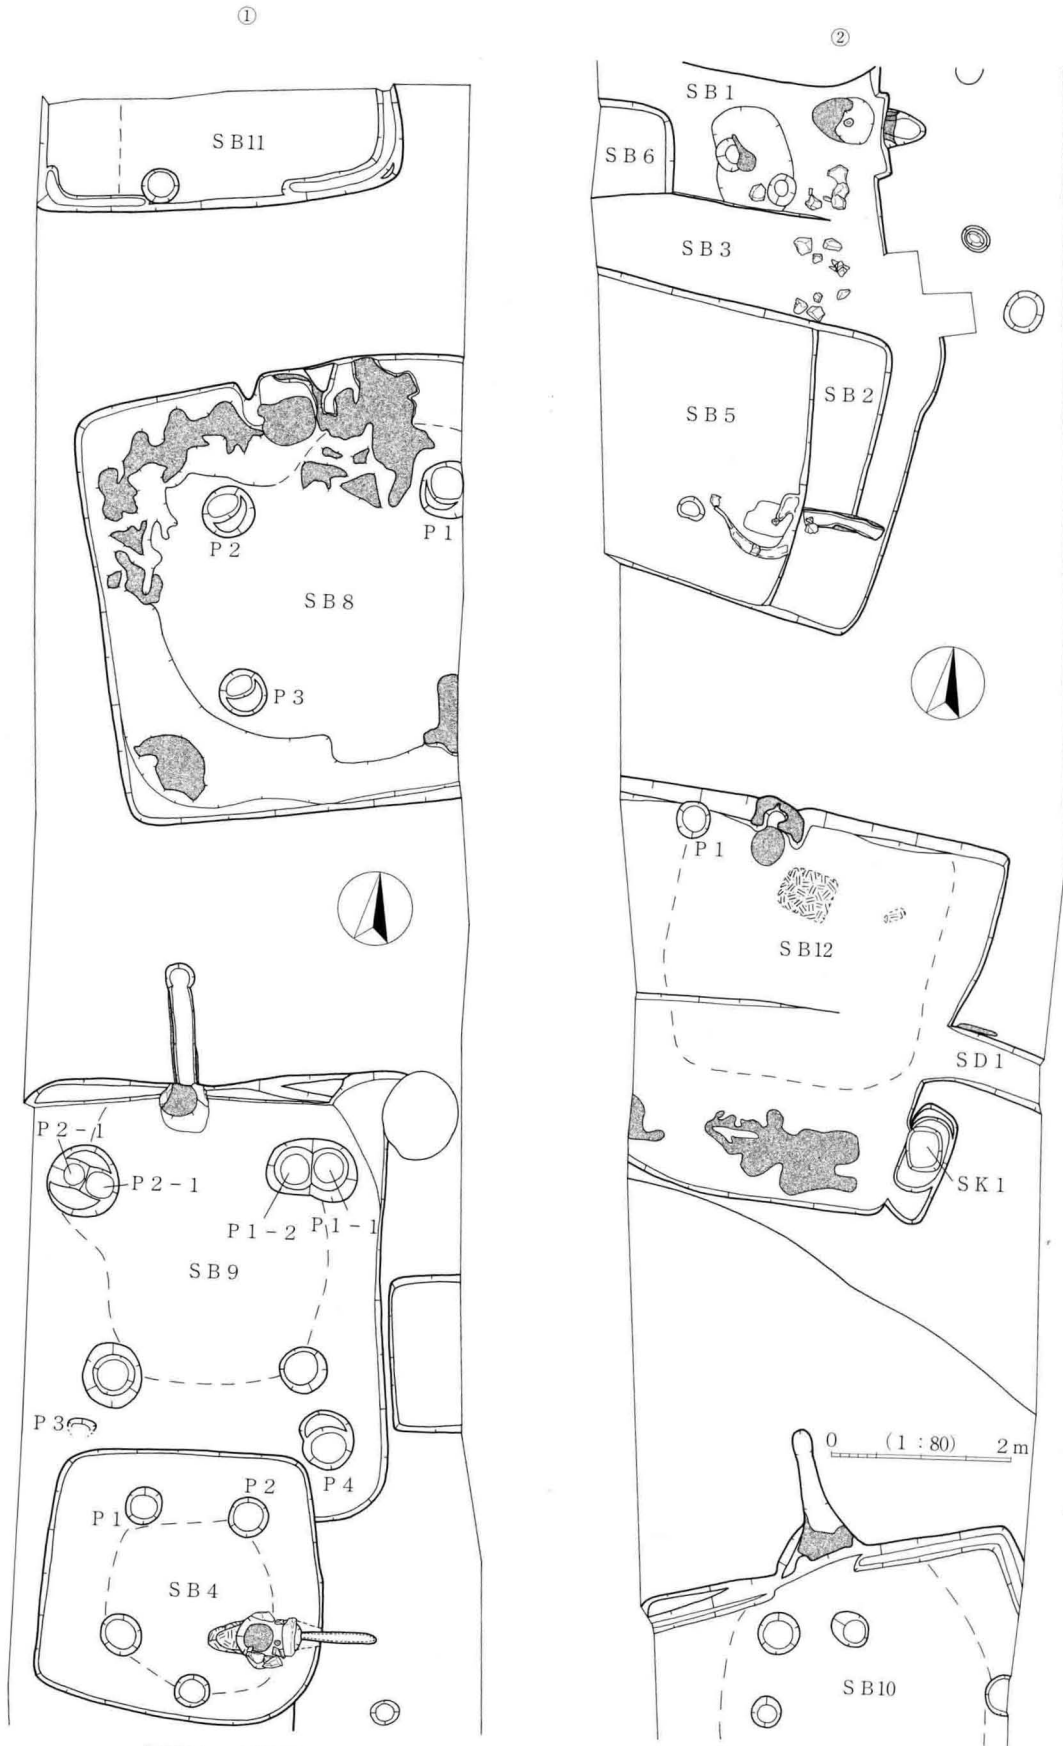 ①
SB11
P2
P1
SB8
P3
P2-1
P2-1
P1-2
P1-1
SB9
P3
P4
P2
P1
SB4
②
SB1
SB6
SB3
SB2
SB5
P1
SB12
SD1
SK1
0 (1:80) 2m
SB10